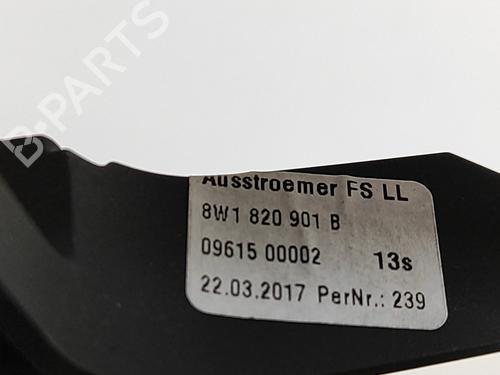 B-PARTS
Ausstroemer FS LL
8W1 820 901 B
09615 00002 13s
22.03.2017 PerNr.: 239